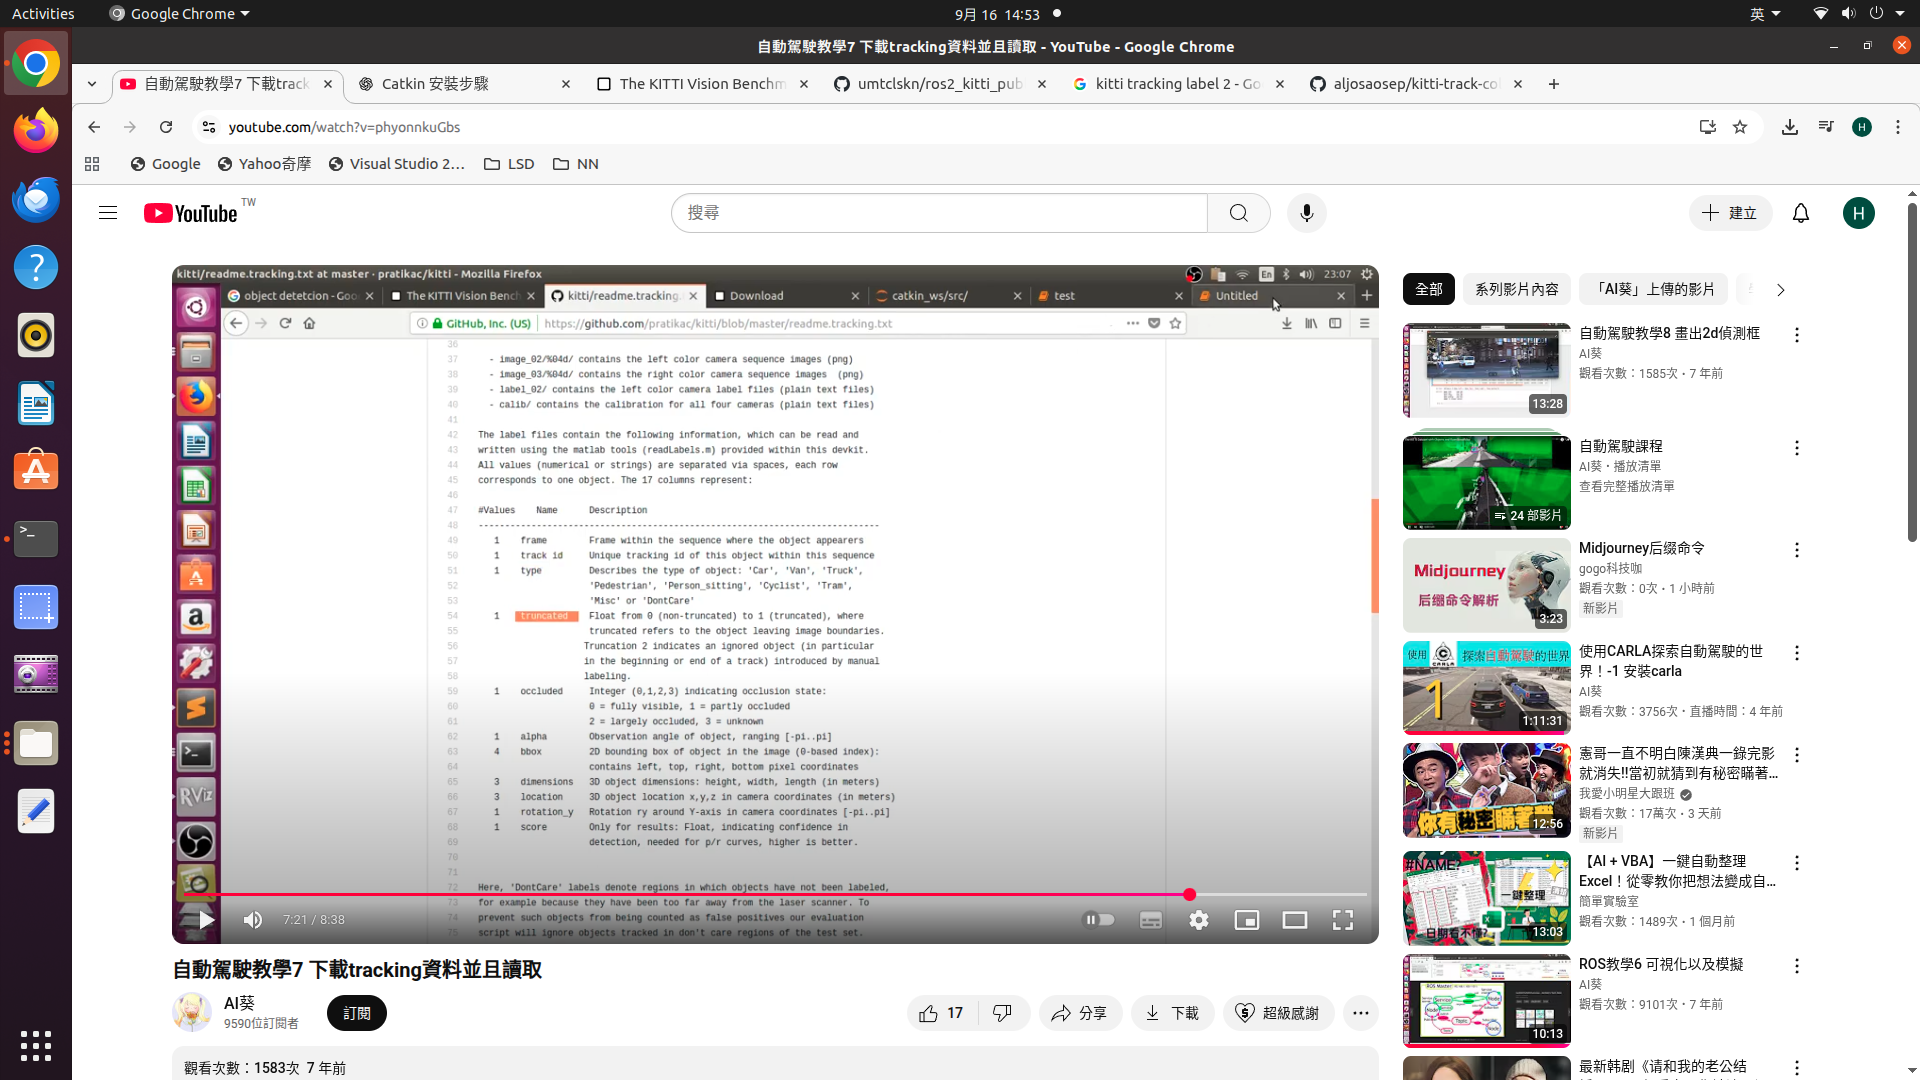 Activities
Google Chrome
9月 16 14:53
英
自動駕駛教學7 下載tracking資料並且讀取 - YouTube - Google Chrome
自動駕駛教學7 下載track
Catkin 安裝步驟
The KITTI Vision Benchm
umtclskn/ros2_kitti_pub
kitti tracking label 2 - Go
aljosaosep/kitti-track-col
youtube.com/watch?v=phyonnkuGbs
Google
Yahoo奇摩
Visual Studio 2…
LSD
NN
YouTube
TW
搜尋
建立
H
kitti/readme.tracking.txt at master · pratikac/kitti - Mozilla Firefox
En
23:07
object detetcion - Goo
The KITTI Vision Bench
kitti/readme.tracking.
Download
catkin_ws/src/
test
Untitled
GitHub, Inc. (US)
https://github.com/pratikac/kitti/blob/master/readme.tracking.txt
36
37 - image_02/%04d/ contains the left color camera sequence images (png)
38 - image_03/%04d/ contains the right color camera sequence images (png)
39 - label_02/ contains the left color camera label files (plain text files)
40 - calib/ contains the calibration for all four cameras (plain text files)
41
42 The label files contain the following information, which can be read and
43 written using the matlab tools (readLabels.m) provided within this devkit.
44 All values (numerical or strings) are separated via spaces, each row
45 corresponds to one object. The 17 columns represent:
46
47 #Values Name Description
48 ----------------------------------------------------------------------------
49 1 frame Frame within the sequence where the object appearers
50 1 track id Unique tracking id of this object within this sequence
51 1 type Describes the type of object: 'Car', 'Van', 'Truck',
52 'Pedestrian', 'Person_sitting', 'Cyclist', 'Tram',
53 'Misc' or 'DontCare'
54 1 truncated Float from 0 (non-truncated) to 1 (truncated), where
55 truncated refers to the object leaving image boundaries.
56 Truncation 2 indicates an ignored object (in particular
57 in the beginning or end of a track) introduced by manual
58 labeling.
59 1 occluded Integer (0,1,2,3) indicating occlusion state:
60 0 = fully visible, 1 = partly occluded
61 2 = largely occluded, 3 = unknown
62 1 alpha Observation angle of object, ranging [-pi..pi]
63 4 bbox 2D bounding box of object in the image (0-based index):
64 contains left, top, right, bottom pixel coordinates
65 3 dimensions 3D object dimensions: height, width, length (in meters)
66 3 location 3D object location x,y,z in camera coordinates (in meters)
67 1 rotation_y Rotation ry around Y-axis in camera coordinates [-pi..pi]
68 1 score Only for results: Float, indicating confidence in
69 detection, needed for p/r curves, higher is better.
70
71
72 Here, 'DontCare' labels denote regions in which objects have not been labeled,
73 for example because they have been too far away from the laser scanner. To
74 prevent such objects from being counted as false positives our evaluation
75 script will ignore objects tracked in don't care regions of the test set.
RViz
7:21 / 8:38
自動駕駛教學7 下載tracking資料並且讀取
AI葵
9590位訂閱者
訂閱
17
分享
下載
超級感謝
觀看次數：1583次 7 年前
全部
系列影片內容
「AI葵」上傳的影片
自動駕駛教學8 畫出2d偵測框
AI葵
觀看次數：1585次・7 年前
13:28
自動駕駛課程
AI葵・播放清單
查看完整播放清單
24 部影片
Midjourney后缀命令
gogo科技咖
觀看次數：0次・1 小時前
新影片
Midjourney
后缀命令解析
3:23
使用CARLA探索自動駕駛的世
界！-1 安裝carla
AI葵
觀看次數：3756次・直播時間：4 年前
使用
CARLA
探索自動駕駛的世界
1
1:11:31
憲哥一直不明白陳漢典一錄完影
就消失!!當初就猜到有秘密瞞著…
我愛小明星大跟班
觀看次數：17萬次・3 天前
新影片
你有秘密瞞著我
12:56
【AI + VBA】一鍵自動整理
Excel！從零教你把想法變成自…
簡單實驗室
觀看次數：1489次・1 個月前
#NAME?
一鍵整理
日期看不懂?
13:03
ROS教學6 可視化以及模擬
AI葵
觀看次數：9101次・7 年前
10:13
最新韩剧《请和我的老公结